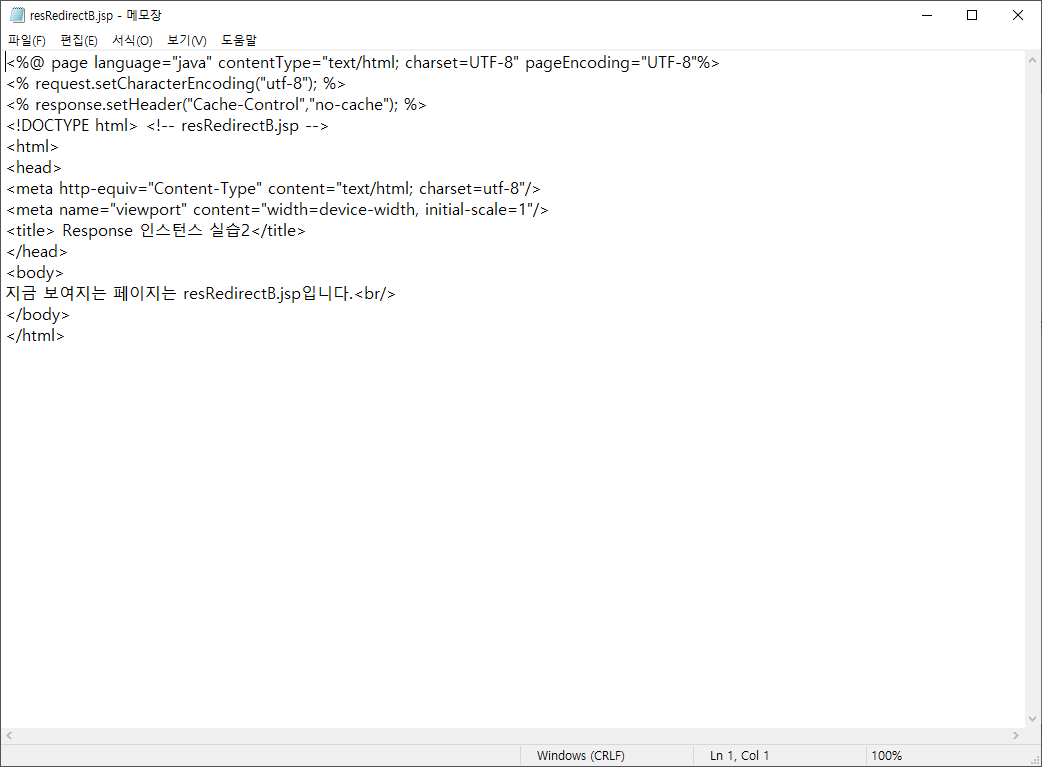 resRedirectB.jsp - 메모장
파일(F) 편집(E) 서식(O) 보기(V) 도움말
<%@ page language="java" contentType="text/html; charset=UTF-8" pageEncoding="UTF-8"%>
<% request.setCharacterEncoding("utf-8"); %>
<% response.setHeader("Cache-Control","no-cache"); %>
<!DOCTYPE html> <!-- resRedirectB.jsp -->
<html>
<head>
<meta http-equiv="Content-Type" content="text/html; charset=utf-8"/>
<meta name="viewport" content="width=device-width, initial-scale=1"/>
<title> Response 인스턴스 실습2</title>
</head>
<body>
지금 보여지는 페이지는 resRedirectB.jsp입니다.<br/>
</body>
</html>
Windows (CRLF) Ln 1, Col 1 100%